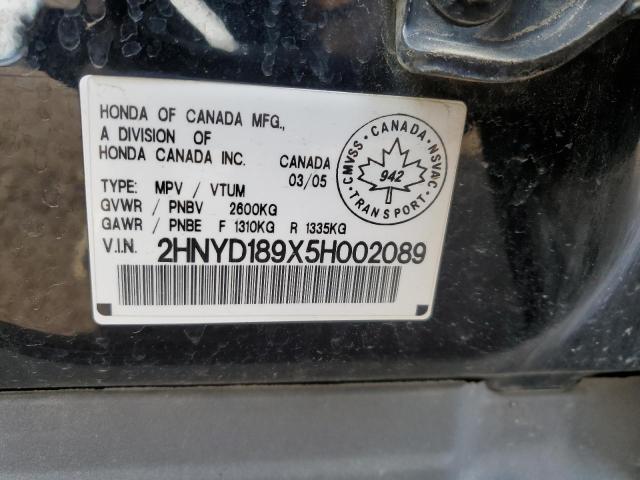 HONDA OF CANADA MFG.,
A DIVISION OF
HONDA CANADA INC.
CANADA
03/05
CMVSS · CANADA · NSVAC
942
TRANSPORT
TYPE: MPV / VTUM
GVWR / PNBV 2600KG
GAWR / PNBE F 1310KG R 1335KG
V.I.N. 2HNYD189X5H002089